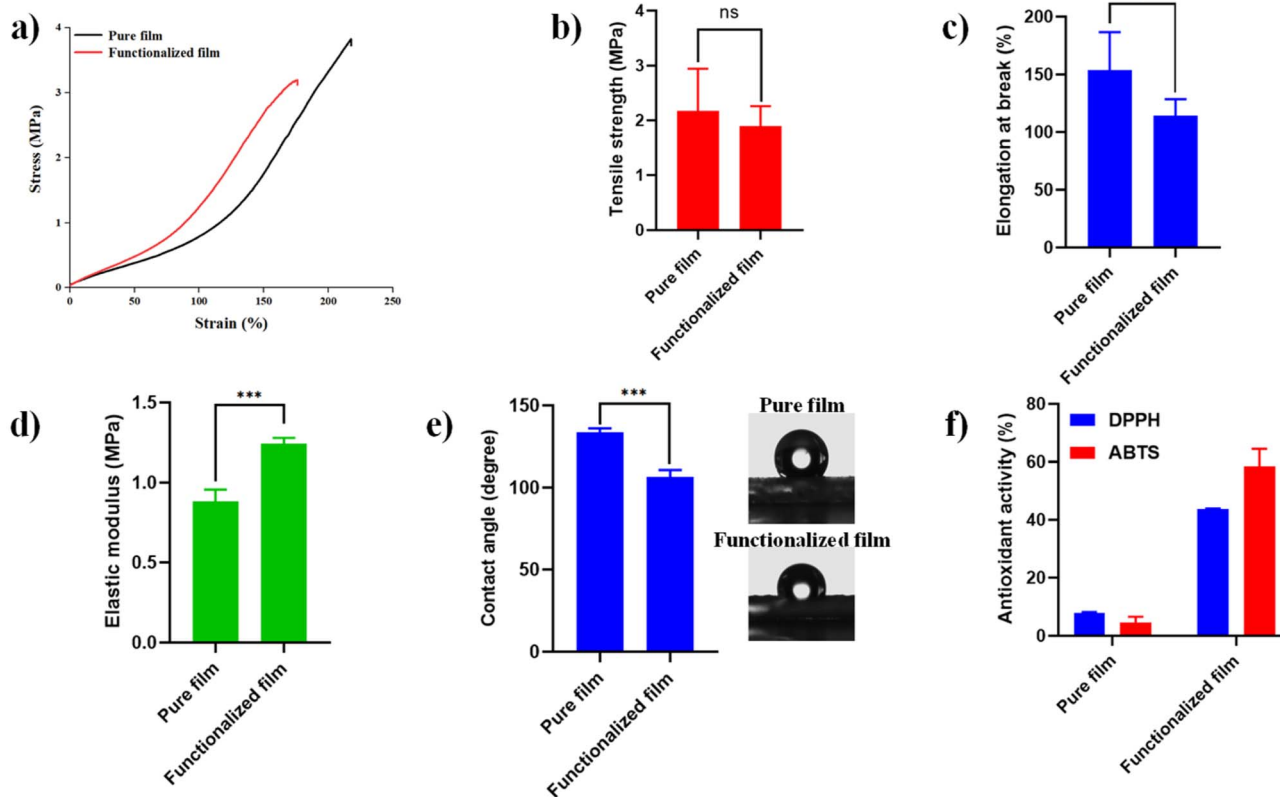 a)
Pure film
Functionalized film
Stress (MPa)
4
3
2
1
0
0 50 100 150 200 250
Strain (%)
b)
ns
Tensile strength (MPa)
4
3
2
1
0
Pure film
Functionalized film
c)
Elongation at break (%)
200
150
100
50
0
Pure film
Functionalized film
d)
***
Elastic modulus (MPa)
1.5
1.0
0.5
0.0
Pure film
Functionalized film
e)
***
Contact angle (degree)
150
100
50
0
Pure film
Functionalized film
Pure film
Functionalized film
f)
DPPH
ABTS
Antioxidant activity (%)
80
60
40
20
0
Pure film
Functionalized film